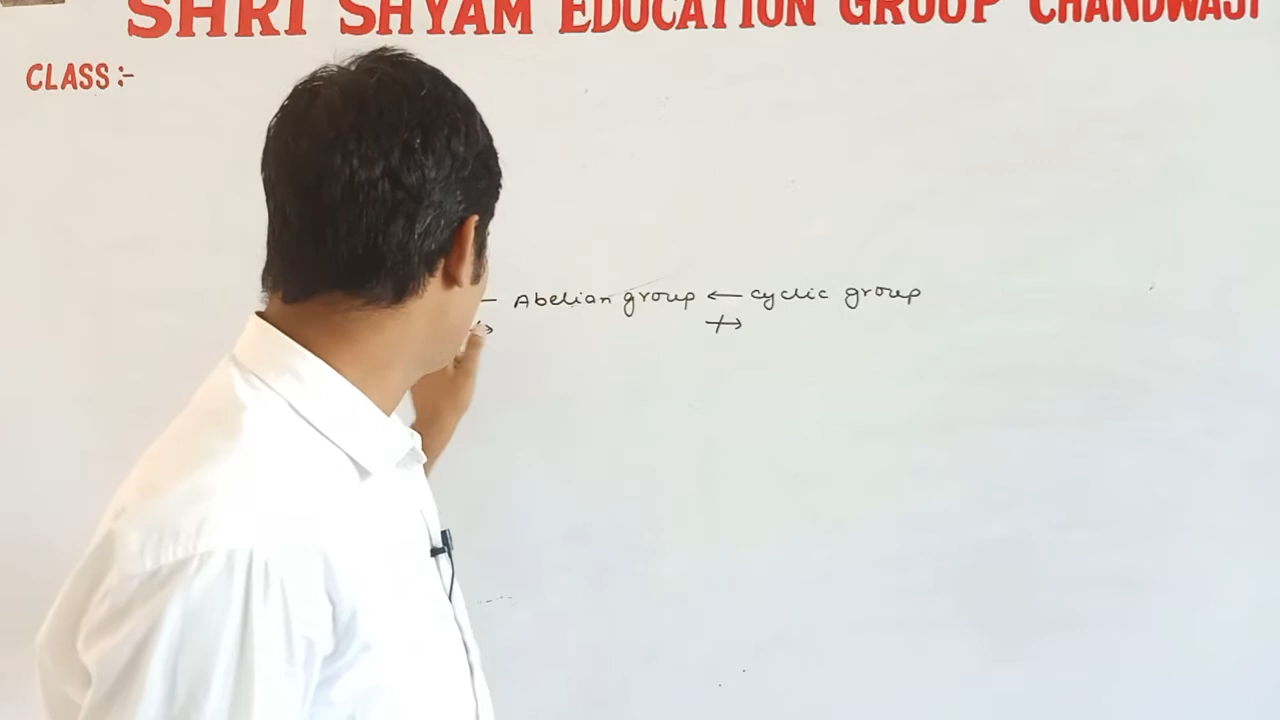 SHRI SHYAM EDUCATION GROUP CHANDWAJI
CLASS :-
← Abelian group ← cyclic group
↛ ↛